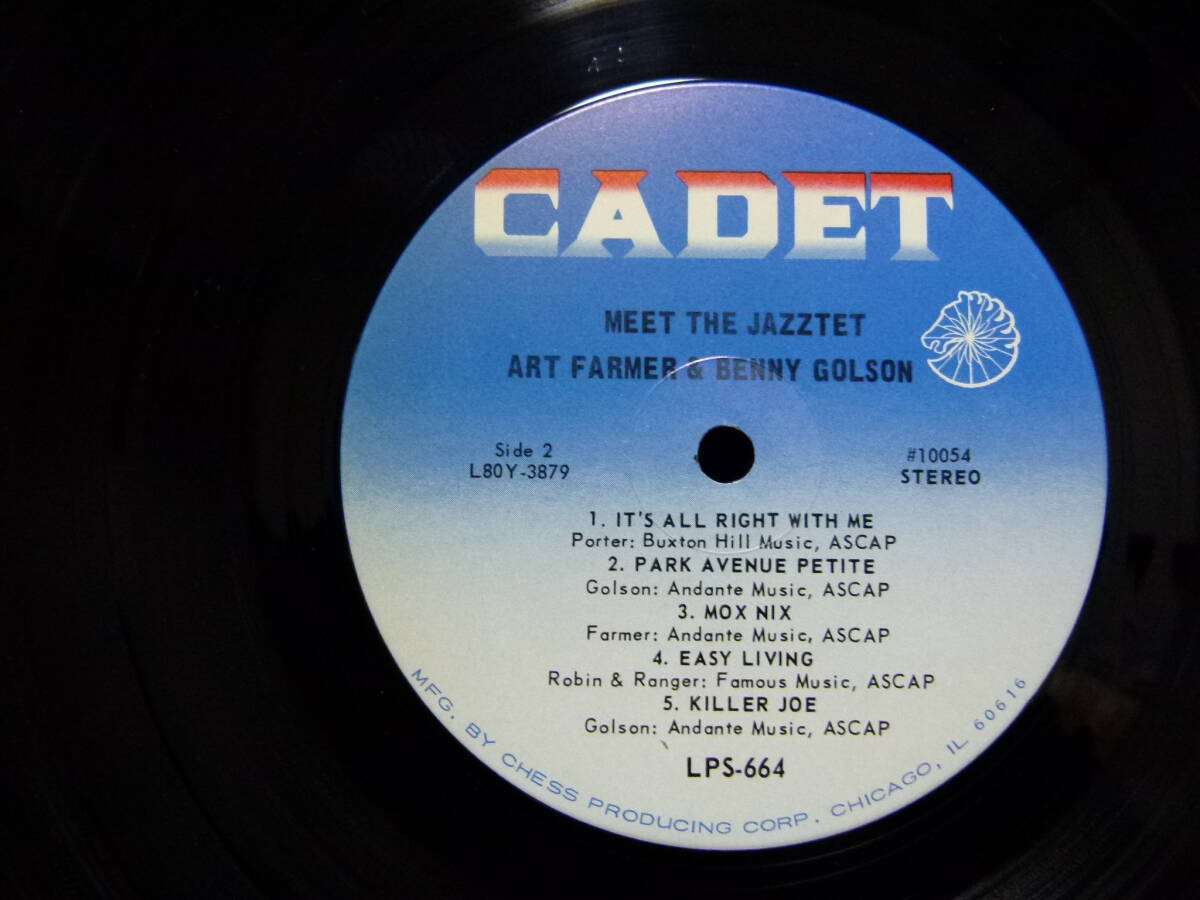 CADET
MEET THE JAZZTET
ART FARMER & BENNY GOLSON
Side 2
L80Y-3879
#10054
STEREO
1. IT'S ALL RIGHT WITH ME
Porter: Buxton Hill Music, ASCAP
2. PARK AVENUE PETITE
Golson: Andante Music, ASCAP
3. MOX NIX
Farmer: Andante Music, ASCAP
4. EASY LIVING
Robin & Ranger: Famous Music, ASCAP
5. KILLER JOE
Golson: Andante Music, ASCAP
LPS-664
MFG. BY CHESS PRODUCING CORP. CHICAGO, IL 60616